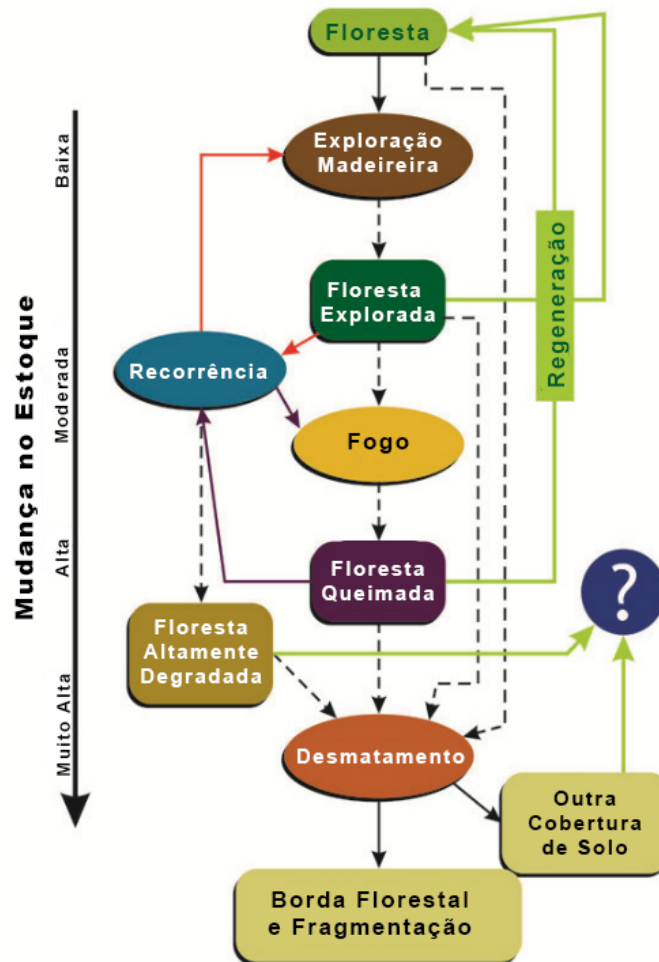 Floresta
Exploração
Madeireira
Floresta
Explorada
Regeneração
Recorrência
Fogo
Floresta
Queimada
?
Floresta
Altamente
Degradada
Desmatamento
Outra
Cobertura
de Solo
Borda Florestal
e Fragmentação
Mudança no Estoque
Baixa
Moderada
Alta
Muito Alta